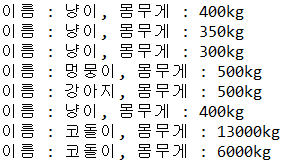 이름 : 냥이, 몸무게 : 400kg
이름 : 냥이, 몸무게 : 350kg
이름 : 냥이, 몸무게 : 300kg
이름 : 멍뭉이, 몸무게 : 500kg
이름 : 강아지, 몸무게 : 500kg
이름 : 냥이, 몸무게 : 400kg
이름 : 코돌이, 몸무게 : 13000kg
이름 : 코돌이, 몸무게 : 6000kg